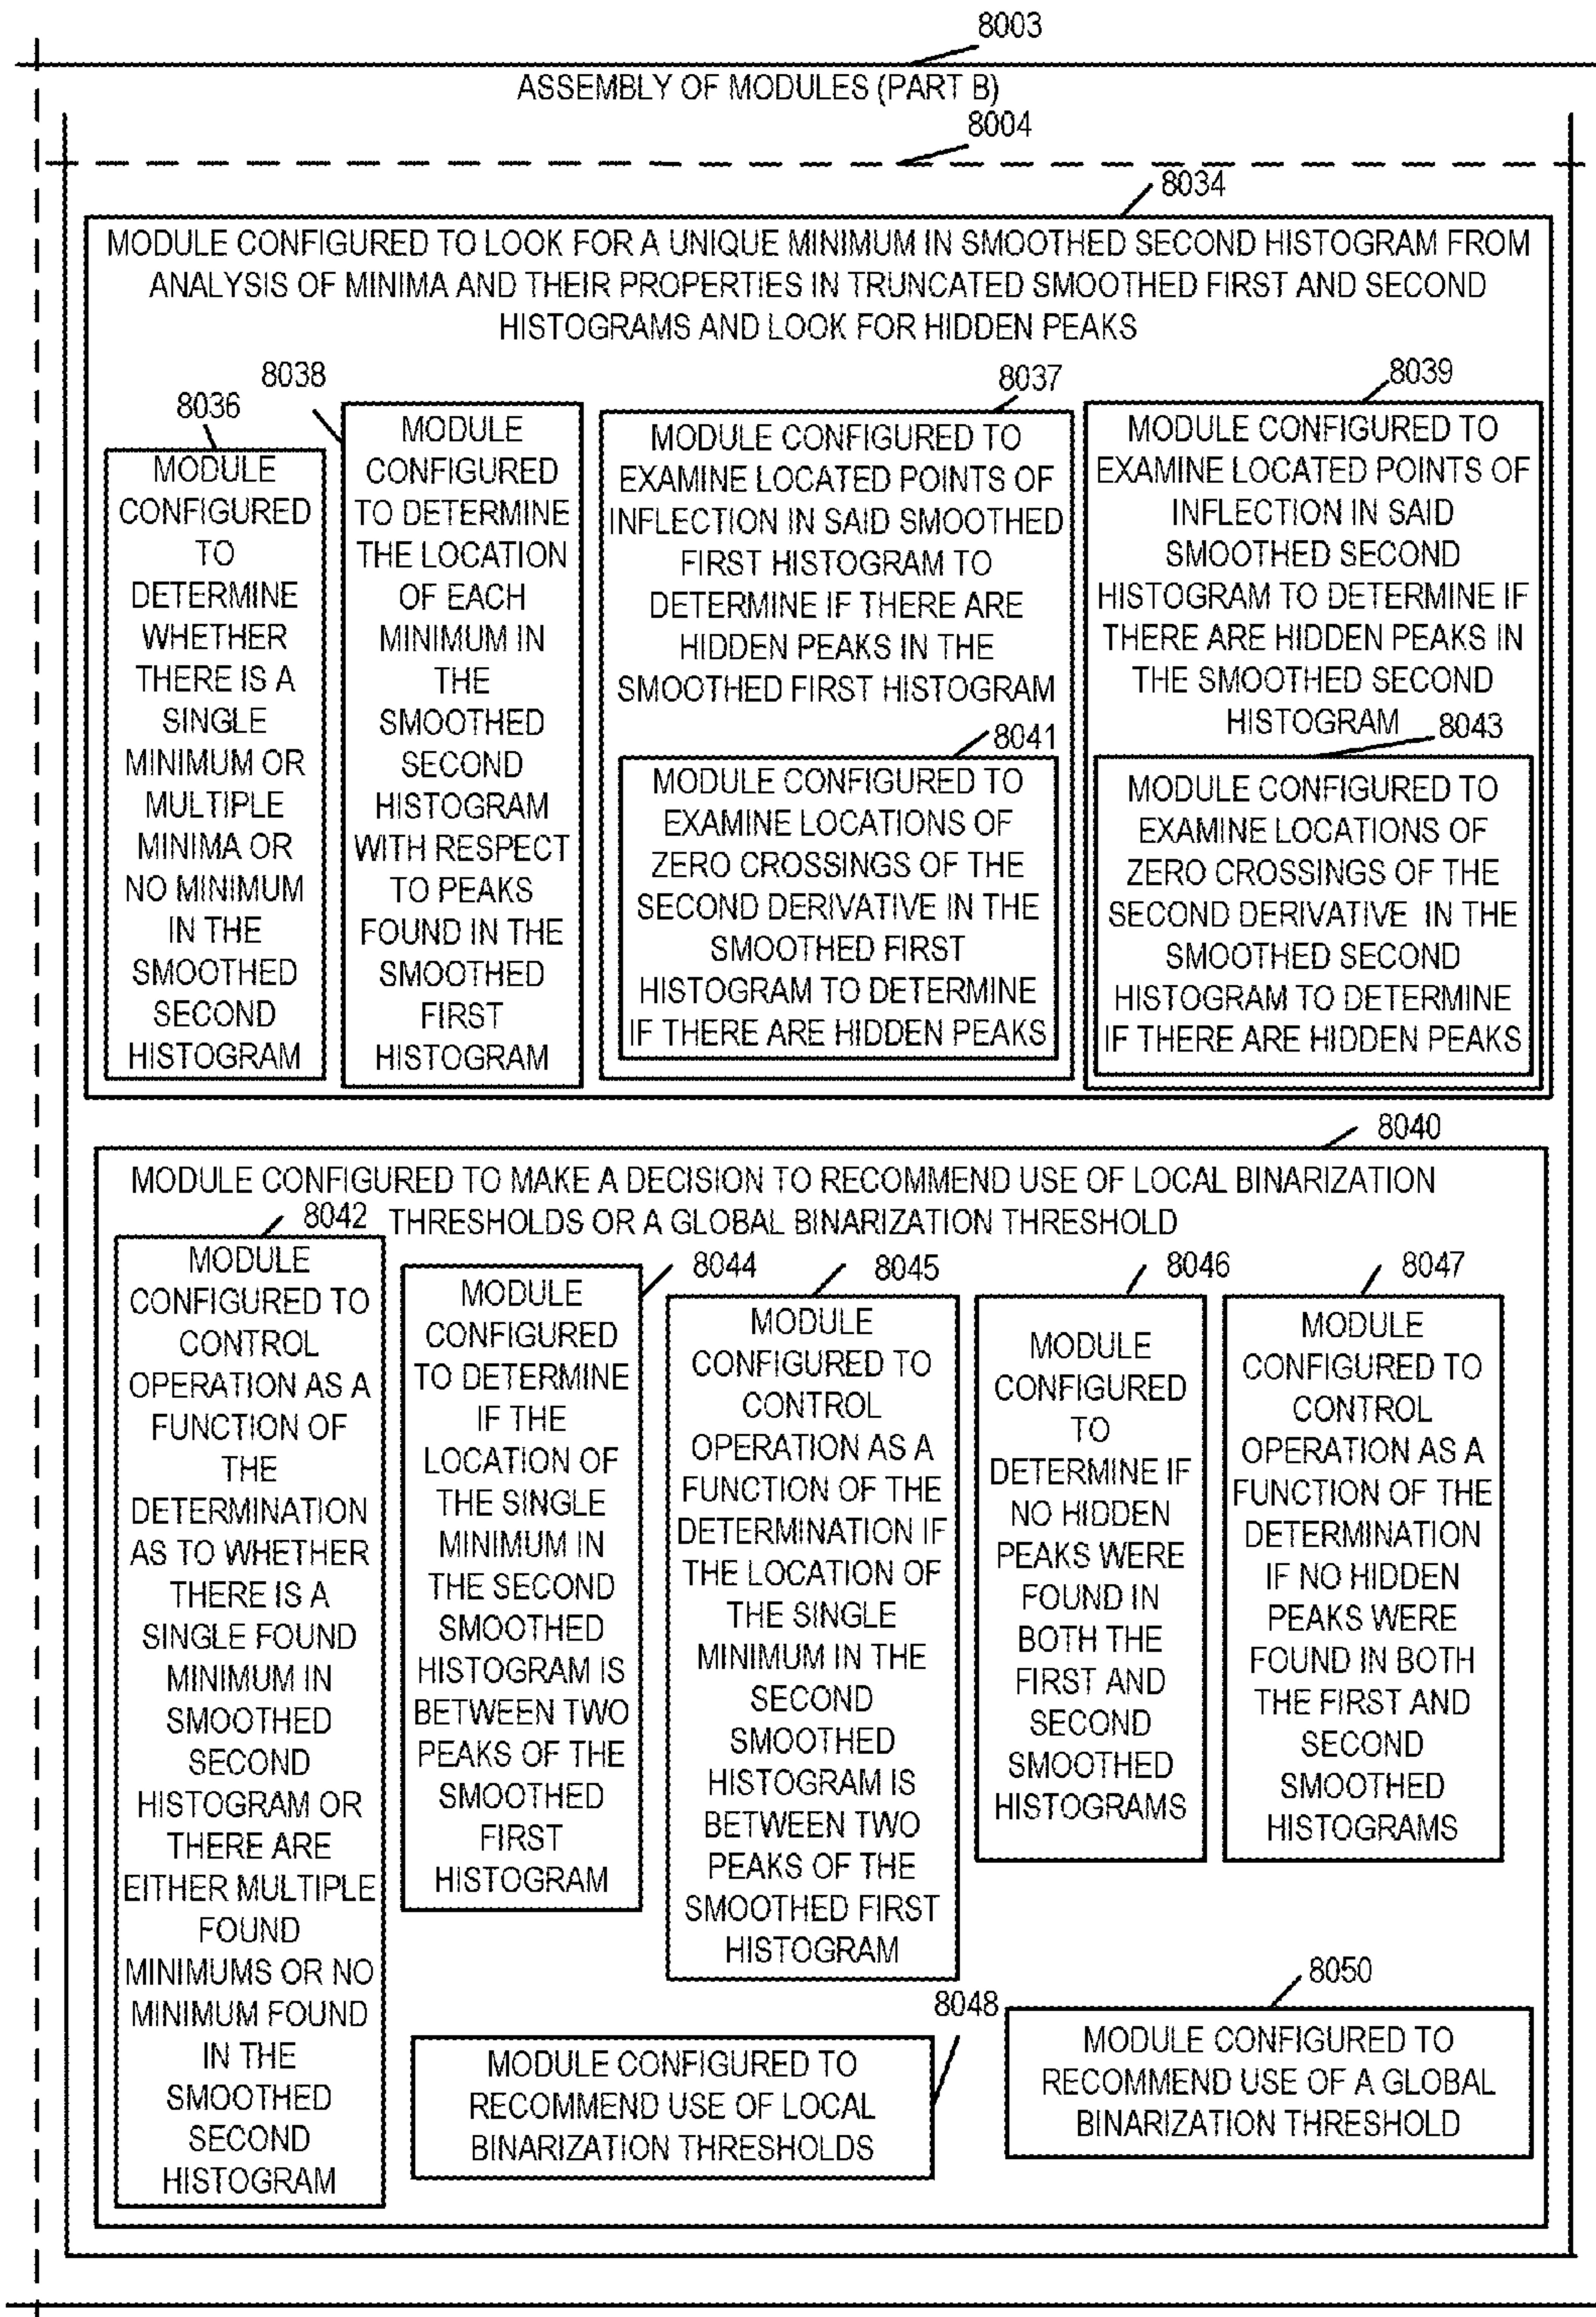 8003
ASSEMBLY OF MODULES (PART B)
8004
8034
MODULE CONFIGURED TO LOOK FOR A UNIQUE MINIMUM IN SMOOTHED SECOND HISTOGRAM FROM
ANALYSIS OF MINIMA AND THEIR PROPERTIES IN TRUNCATED SMOOTHED FIRST AND SECOND
HISTOGRAMS AND LOOK FOR HIDDEN PEAKS
8036
MODULE
CONFIGURED
TO
DETERMINE
WHETHER
THERE IS A
SINGLE
MINIMUM OR
MULTIPLE
MINIMA OR
NO MINIMUM
IN THE
SMOOTHED
SECOND
HISTOGRAM
8038
MODULE
CONFIGURED
TO DETERMINE
THE LOCATION
OF EACH
MINIMUM IN
THE
SMOOTHED
SECOND
HISTOGRAM
WITH RESPECT
TO PEAKS
FOUND IN THE
SMOOTHED
FIRST
HISTOGRAM
8037
MODULE CONFIGURED TO
EXAMINE LOCATED POINTS OF
INFLECTION IN SAID SMOOTHED
FIRST HISTOGRAM TO
DETERMINE IF THERE ARE
HIDDEN PEAKS IN THE
SMOOTHED FIRST HISTOGRAM
8041
MODULE CONFIGURED TO
EXAMINE LOCATIONS OF
ZERO CROSSINGS OF THE
SECOND DERIVATIVE IN THE
SMOOTHED FIRST
HISTOGRAM TO DETERMINE
IF THERE ARE HIDDEN PEAKS
8039
MODULE CONFIGURED TO
EXAMINE LOCATED POINTS OF
INFLECTION IN SAID
SMOOTHED SECOND
HISTOGRAM TO DETERMINE IF
THERE ARE HIDDEN PEAKS IN
THE SMOOTHED SECOND
HISTOGRAM
8043
MODULE CONFIGURED TO
EXAMINE LOCATIONS OF
ZERO CROSSINGS OF THE
SECOND DERIVATIVE IN THE
SMOOTHED SECOND
HISTOGRAM TO DETERMINE
IF THERE ARE HIDDEN PEAKS
8040
MODULE CONFIGURED TO MAKE A DECISION TO RECOMMEND USE OF LOCAL BINARIZATION
THRESHOLDS OR A GLOBAL BINARIZATION THRESHOLD
8042
MODULE
CONFIGURED TO
CONTROL
OPERATION AS A
FUNCTION OF
THE
DETERMINATION
AS TO WHETHER
THERE IS A
SINGLE FOUND
MINIMUM IN
SMOOTHED
SECOND
HISTOGRAM OR
THERE ARE
EITHER MULTIPLE
FOUND
MINIMUMS OR NO
MINIMUM FOUND
IN THE
SMOOTHED
SECOND
HISTOGRAM
8044
MODULE
CONFIGURED
TO DETERMINE
IF THE
LOCATION OF
THE SINGLE
MINIMUM IN
THE SECOND
SMOOTHED
HISTOGRAM IS
BETWEEN TWO
PEAKS OF THE
SMOOTHED
FIRST
HISTOGRAM
8045
MODULE
CONFIGURED TO
CONTROL
OPERATION AS A
FUNCTION OF THE
DETERMINATION IF
THE LOCATION OF
THE SINGLE
MINIMUM IN THE
SECOND
SMOOTHED
HISTOGRAM IS
BETWEEN TWO
PEAKS OF THE
SMOOTHED FIRST
HISTOGRAM
8046
MODULE
CONFIGURED
TO
DETERMINE IF
NO HIDDEN
PEAKS WERE
FOUND IN
BOTH THE
FIRST AND
SECOND
SMOOTHED
HISTOGRAMS
8047
MODULE
CONFIGURED TO
CONTROL
OPERATION AS A
FUNCTION OF THE
DETERMINATION
IF NO HIDDEN
PEAKS WERE
FOUND IN BOTH
THE FIRST AND
SECOND
SMOOTHED
HISTOGRAMS
8048
MODULE CONFIGURED TO
RECOMMEND USE OF LOCAL
BINARIZATION THRESHOLDS
8050
MODULE CONFIGURED TO
RECOMMEND USE OF A GLOBAL
BINARIZATION THRESHOLD